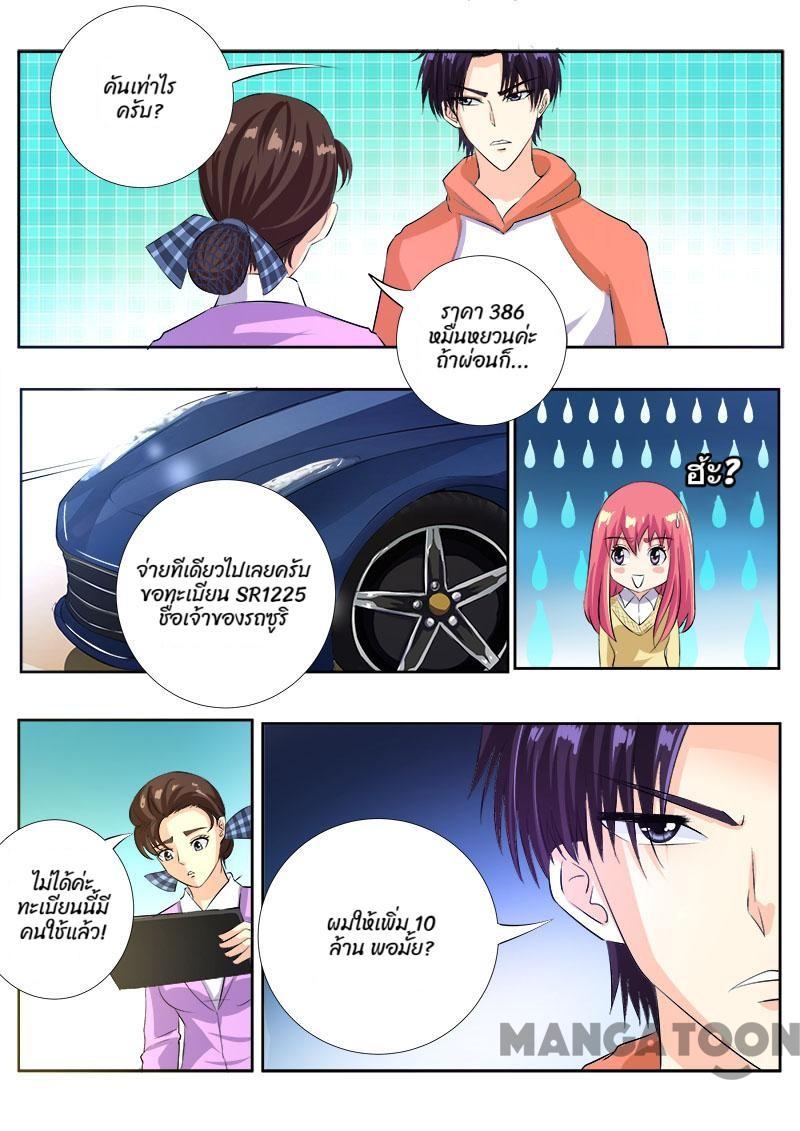 คันเท่าไร
ครับ?
ราคา 386
หมื่นหยวนค่ะ
ถ้าผ่อนก็...
จ่ายทีเดียวไปเลยครับ
ขอทะเบียน SR1225
ชื่อเจ้าของรถซูริ
ฮ้ะ?
ไม่ได้ค่ะ
ทะเบียนนี้มี
คนใช้แล้ว!
ผมให้เพิ่ม 10
ล้าน พอมั้ย?
MANGATOON